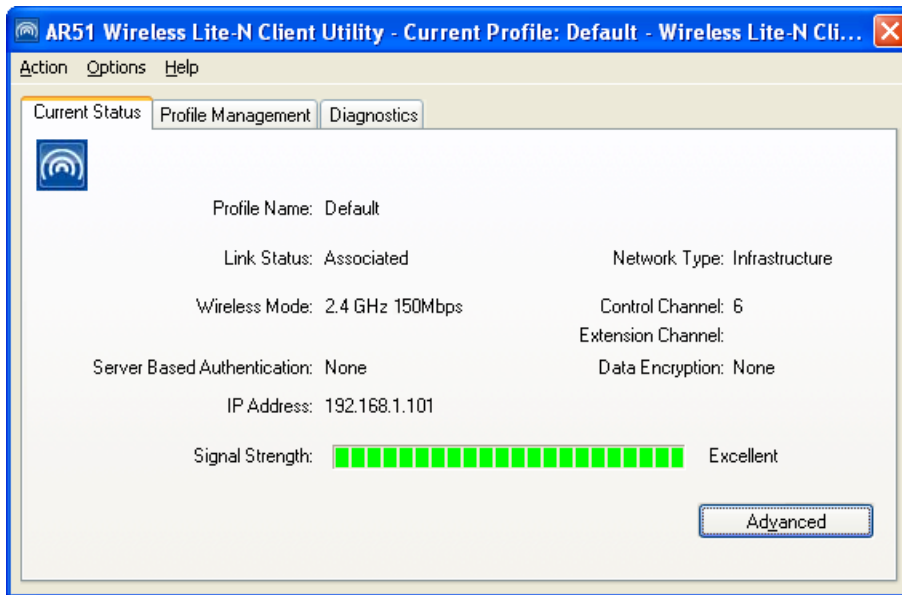 AR51 Wireless Lite-N Client Utility - Current Profile: Default - Wireless Lite-N Cli...
Action Options Help
Current Status Profile Management Diagnostics
Profile Name: Default
Link Status: Associated Network Type: Infrastructure
Wireless Mode: 2.4 GHz 150Mbps Control Channel: 6
Extension Channel:
Server Based Authentication: None Data Encryption: None
IP Address: 192.168.1.101
Signal Strength: Excellent
Advanced